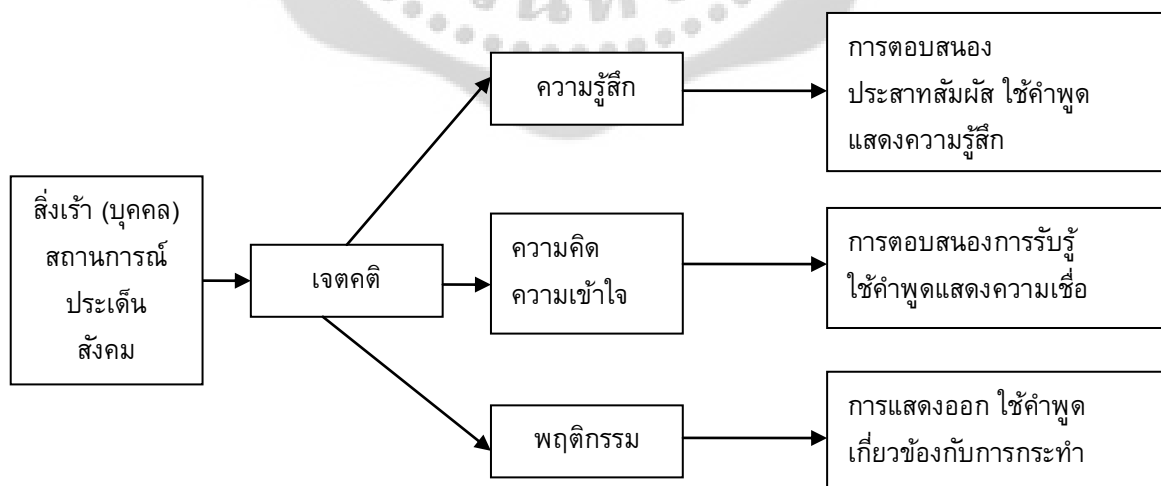 ความรู้สึก
การตอบสนอง
ประสาทสัมผัส ใช้คำพูด
แสดงความรู้สึก
สิ่งเร้า (บุคคล)
สถานการณ์
ประเด็น
สังคม
เจตคติ
ความคิด
ความเข้าใจ
การตอบสนองการรับรู้
ใช้คำพูดแสดงความเชื่อ
พฤติกรรม
การแสดงออก ใช้คำพูด
เกี่ยวข้องกับการกระทำ